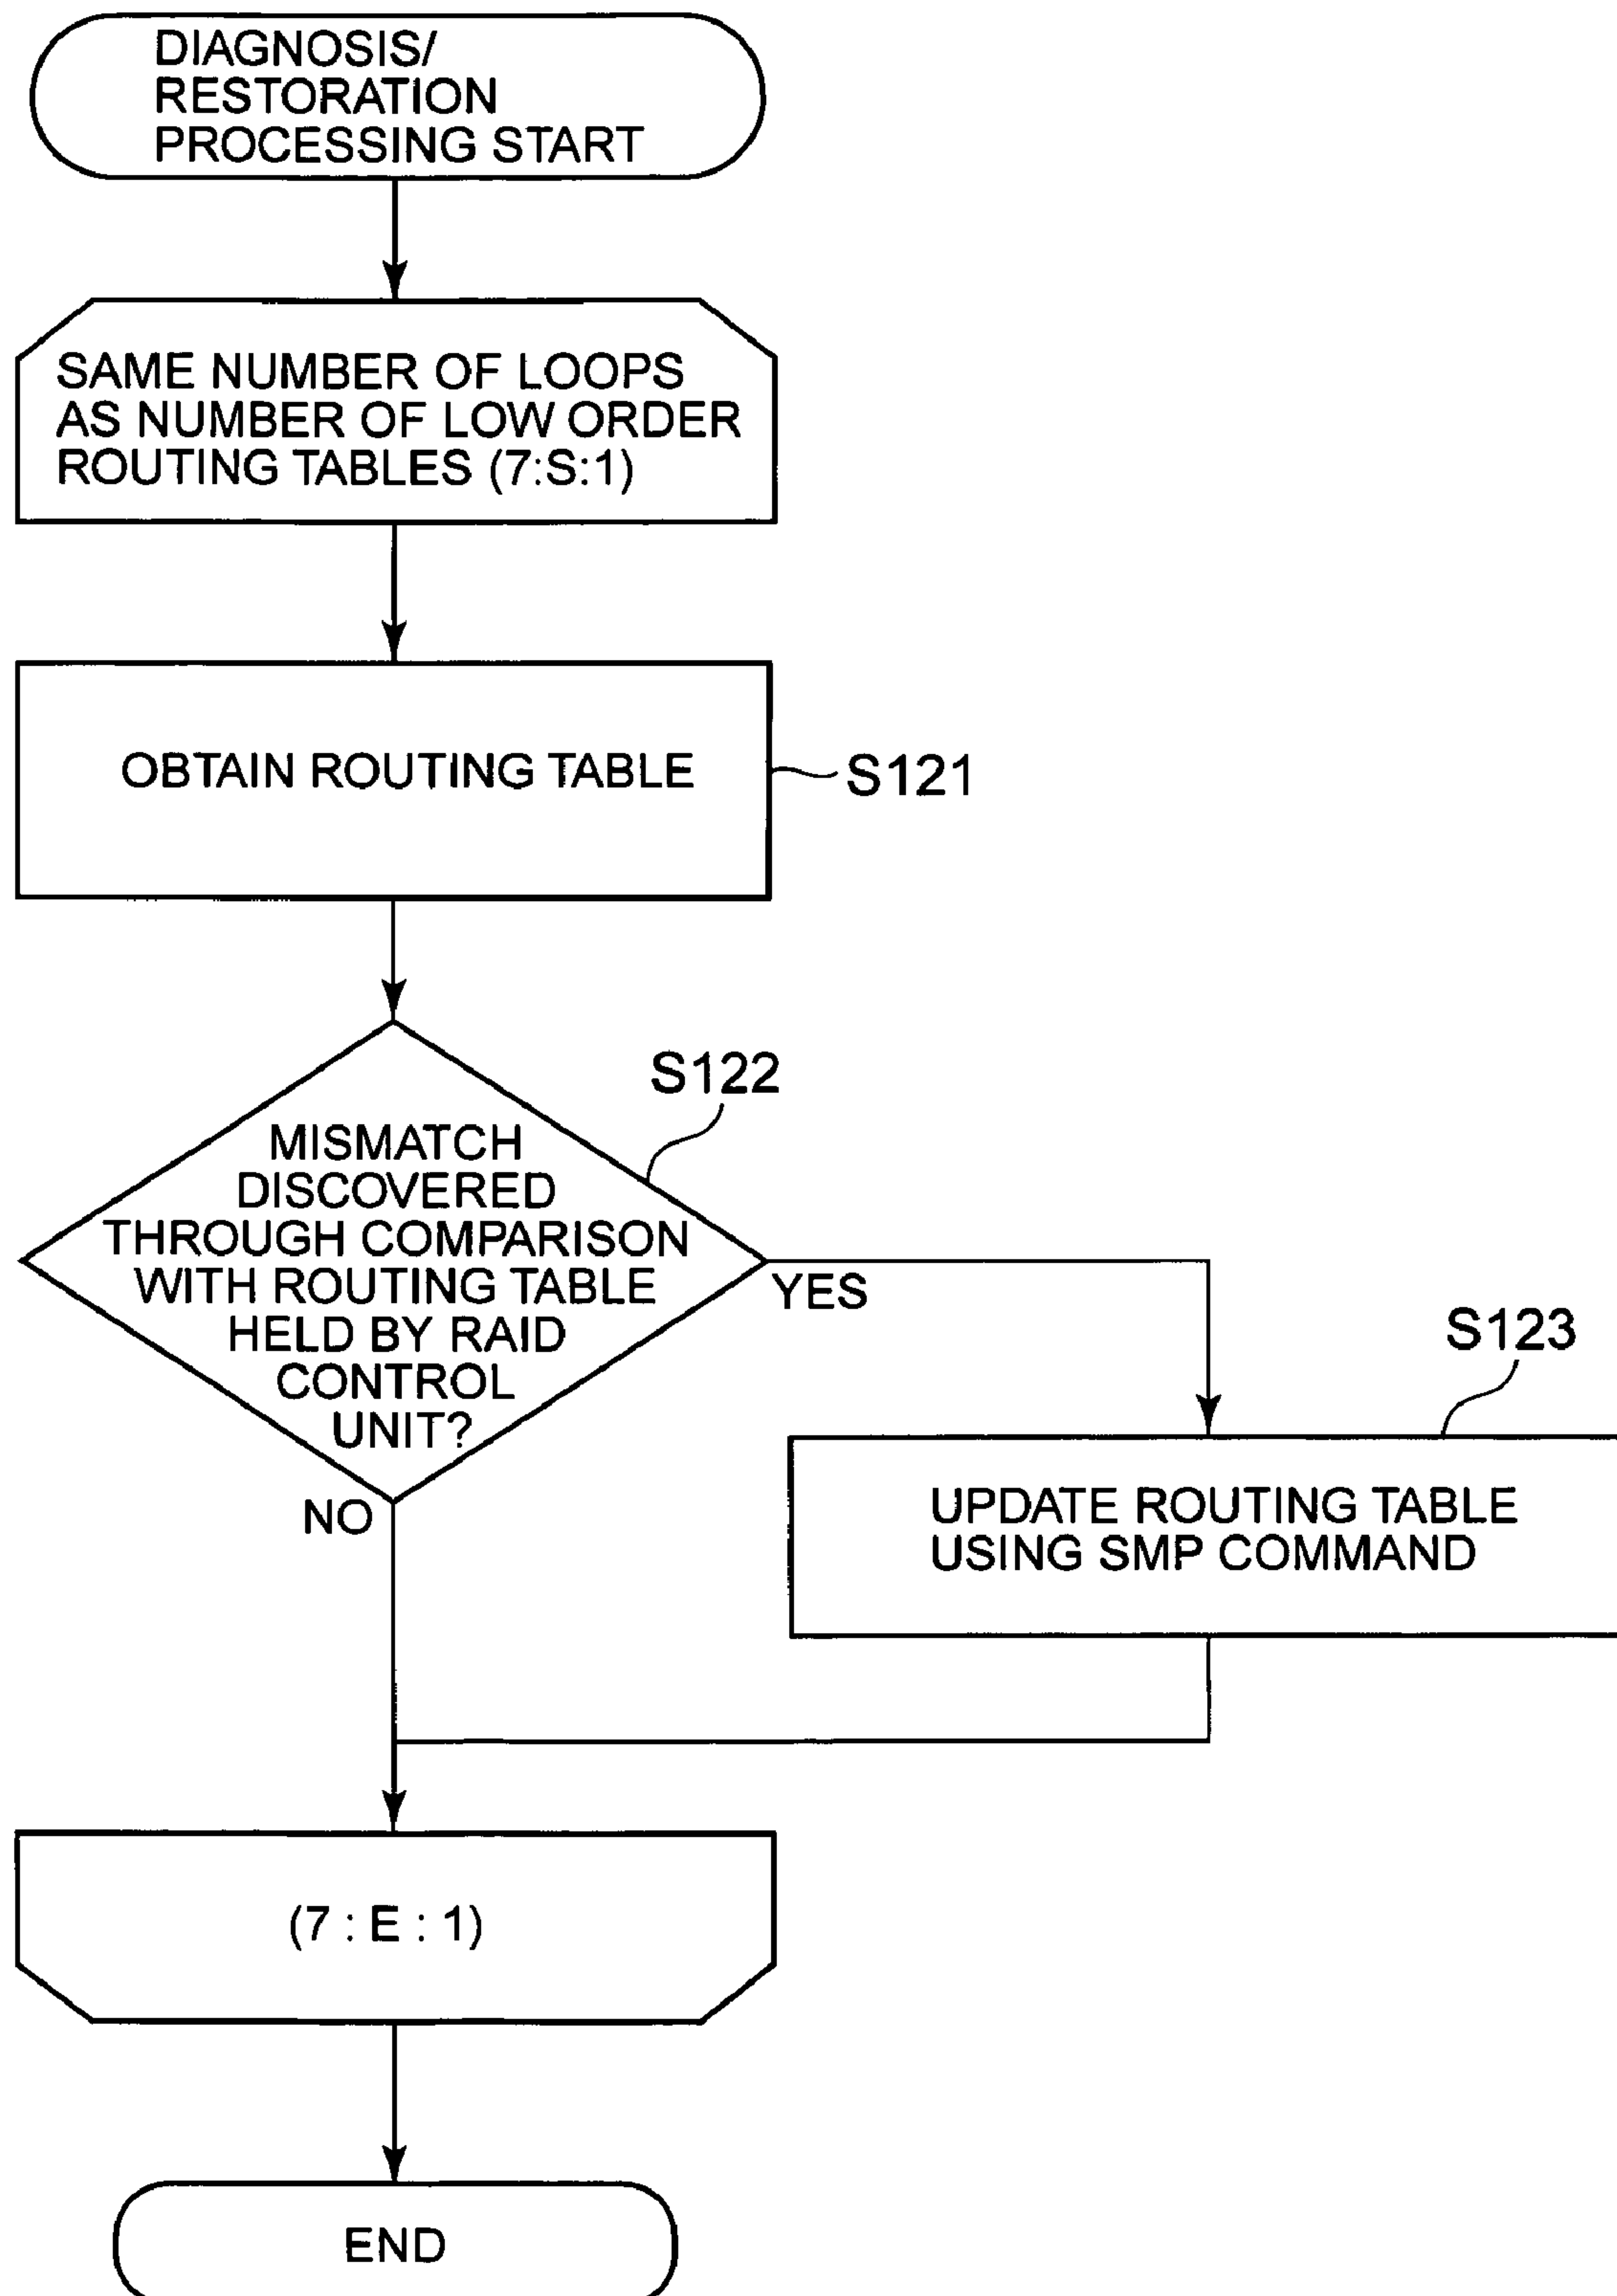 DIAGNOSIS/
RESTORATION
PROCESSING START
SAME NUMBER OF LOOPS
AS NUMBER OF LOW ORDER
ROUTING TABLES (7:S:1)
OBTAIN ROUTING TABLE
S121
S122
MISMATCH
DISCOVERED
THROUGH COMPARISON
WITH ROUTING TABLE
HELD BY RAID
CONTROL
UNIT?
YES
NO
S123
UPDATE ROUTING TABLE
USING SMP COMMAND
(7 : E : 1)
END